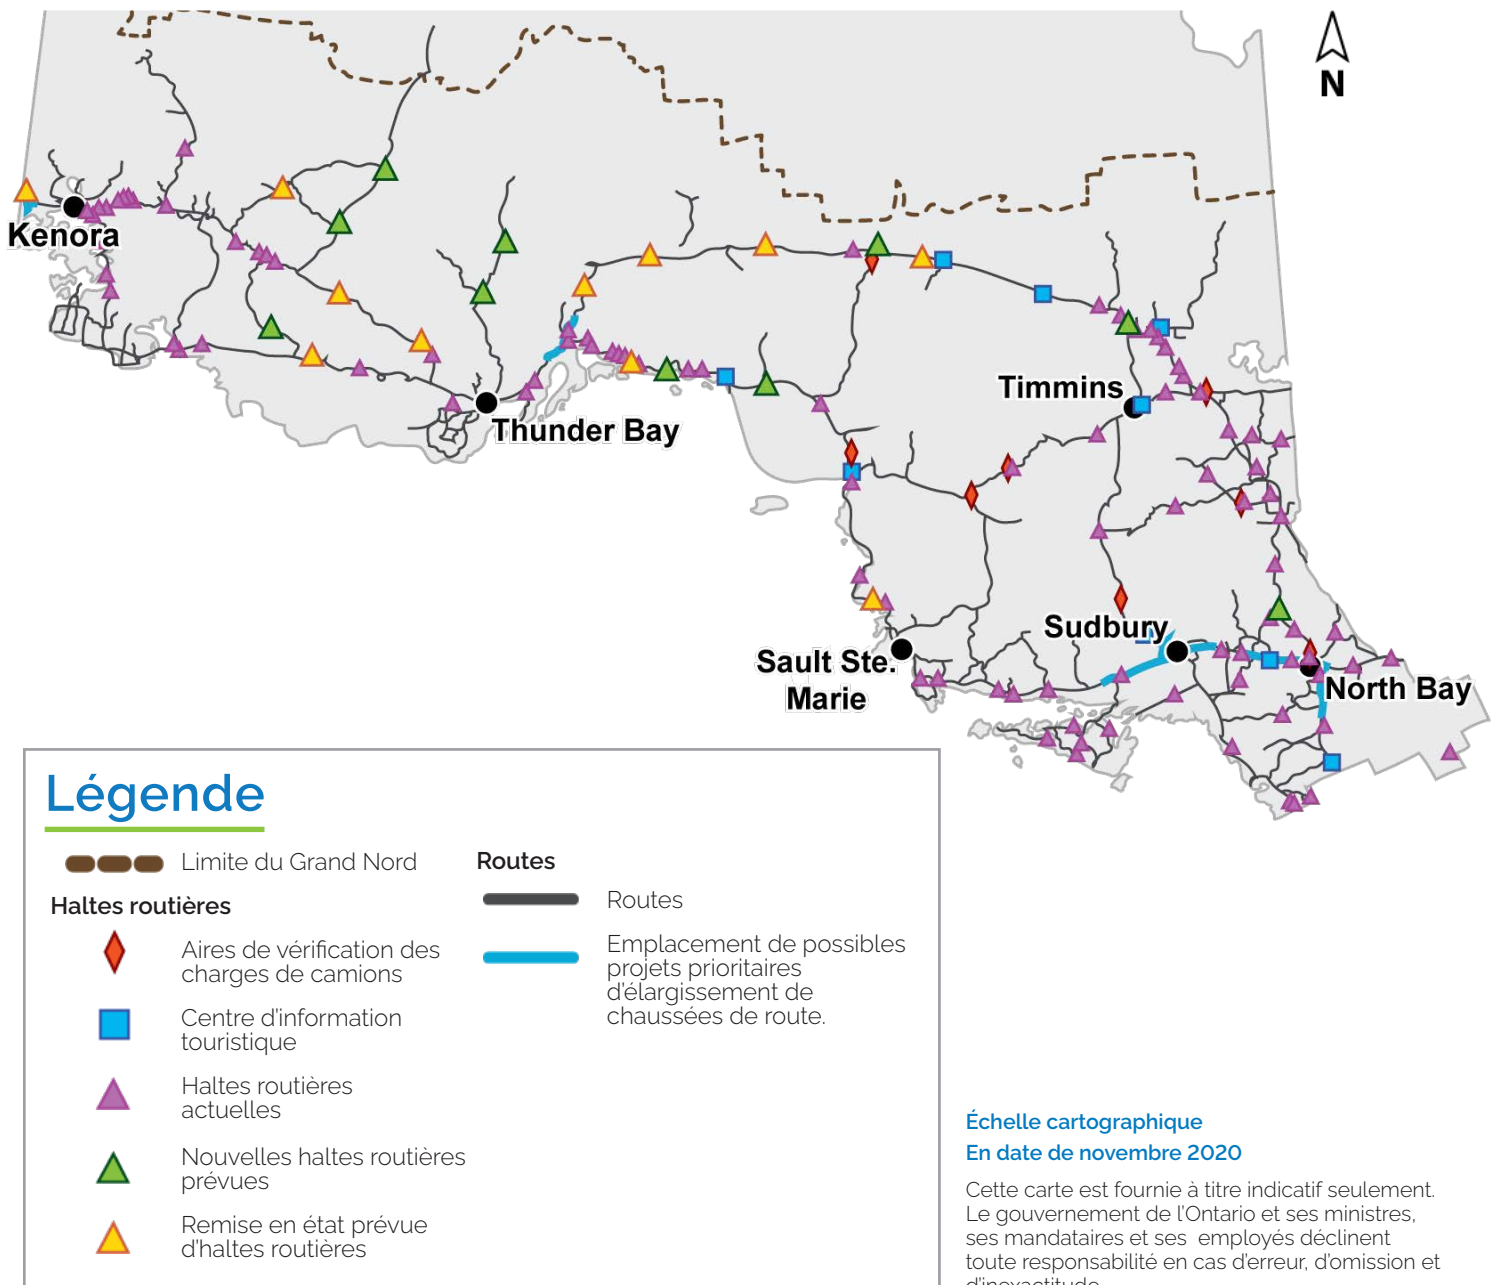 N
Kenora
Thunder Bay
Timmins
Sudbury
Sault Ste.
Marie
North Bay
Légende
Limite du Grand Nord
Haltes routières
Aires de vérification des
charges de camions
Centre d'information
touristique
Haltes routières
actuelles
Nouvelles haltes routières
prévues
Remise en état prévue
d'haltes routières
Routes
Routes
Emplacement de possibles
projets prioritaires
d'élargissement de
chaussées de route.
Échelle cartographique
En date de novembre 2020
Cette carte est fournie à titre indicatif seulement.
Le gouvernement de l'Ontario et ses ministres,
ses mandataires et ses employés déclinent
toute responsabilité en cas d'erreur, d'omission et
d'inexactitude